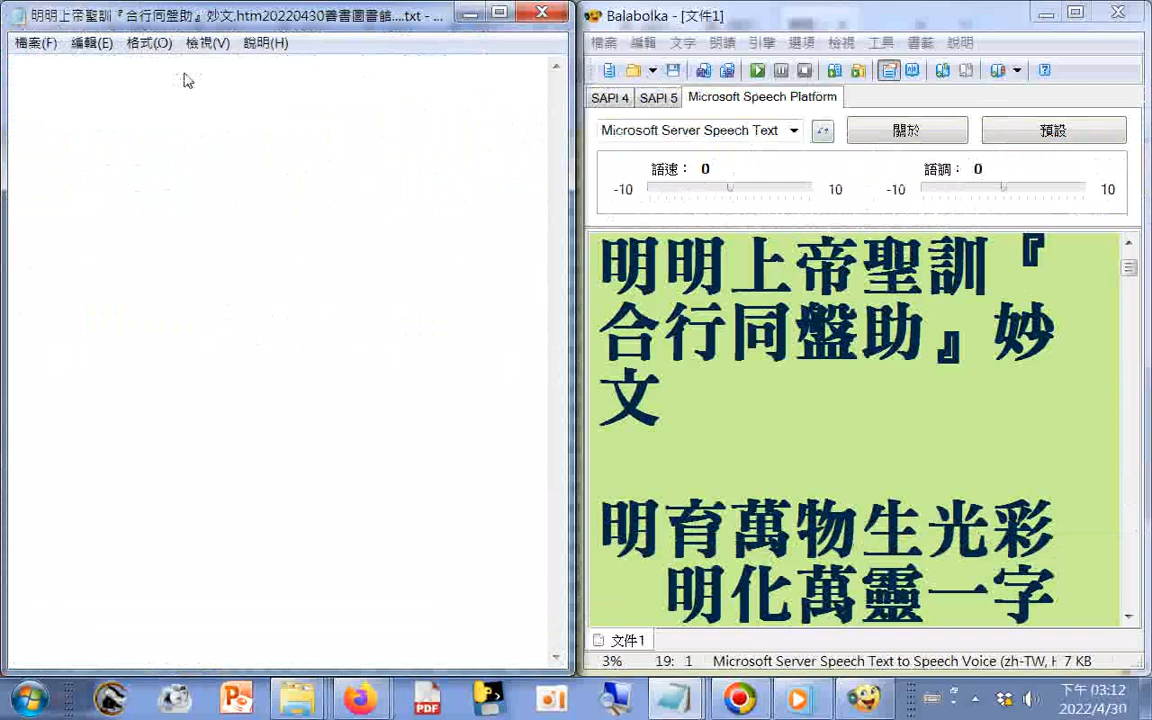 明明上帝聖訓『合行同盤助』妙文.htm20220430善書圖書館....txt - ...
檔案(F) 編輯(E) 格式(O) 檢視(V) 說明(H)
Balabolka - [文件1]
檔案 編輯 文字 閱讀 引擎 選項 檢視 工具 書籤 說明
SAPI 4 SAPI 5 Microsoft Speech Platform
Microsoft Server Speech Text 關於 預設
語速： 0 語調： 0
-10 10 -10 10
明明上帝聖訓『
合行同盤助』妙
文
明育萬物生光彩
明化萬靈一字
文件1
3% 19: 1 Microsoft Server Speech Text to Speech Voice (zh-TW, H 7 KB
PDF
下午 03:12
2022/4/30